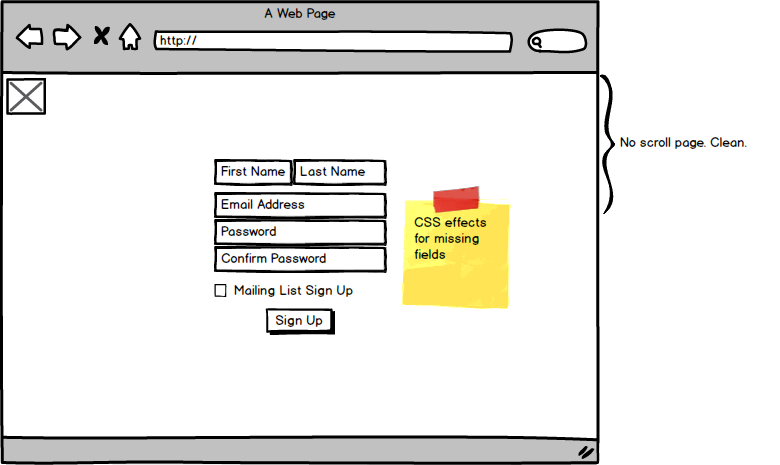 A Web Page
http://
No scroll page. Clean.
First Name Last Name
Email Address
Password
Confirm Password
Mailing List Sign Up
Sign Up
CSS effects
for missing
fields